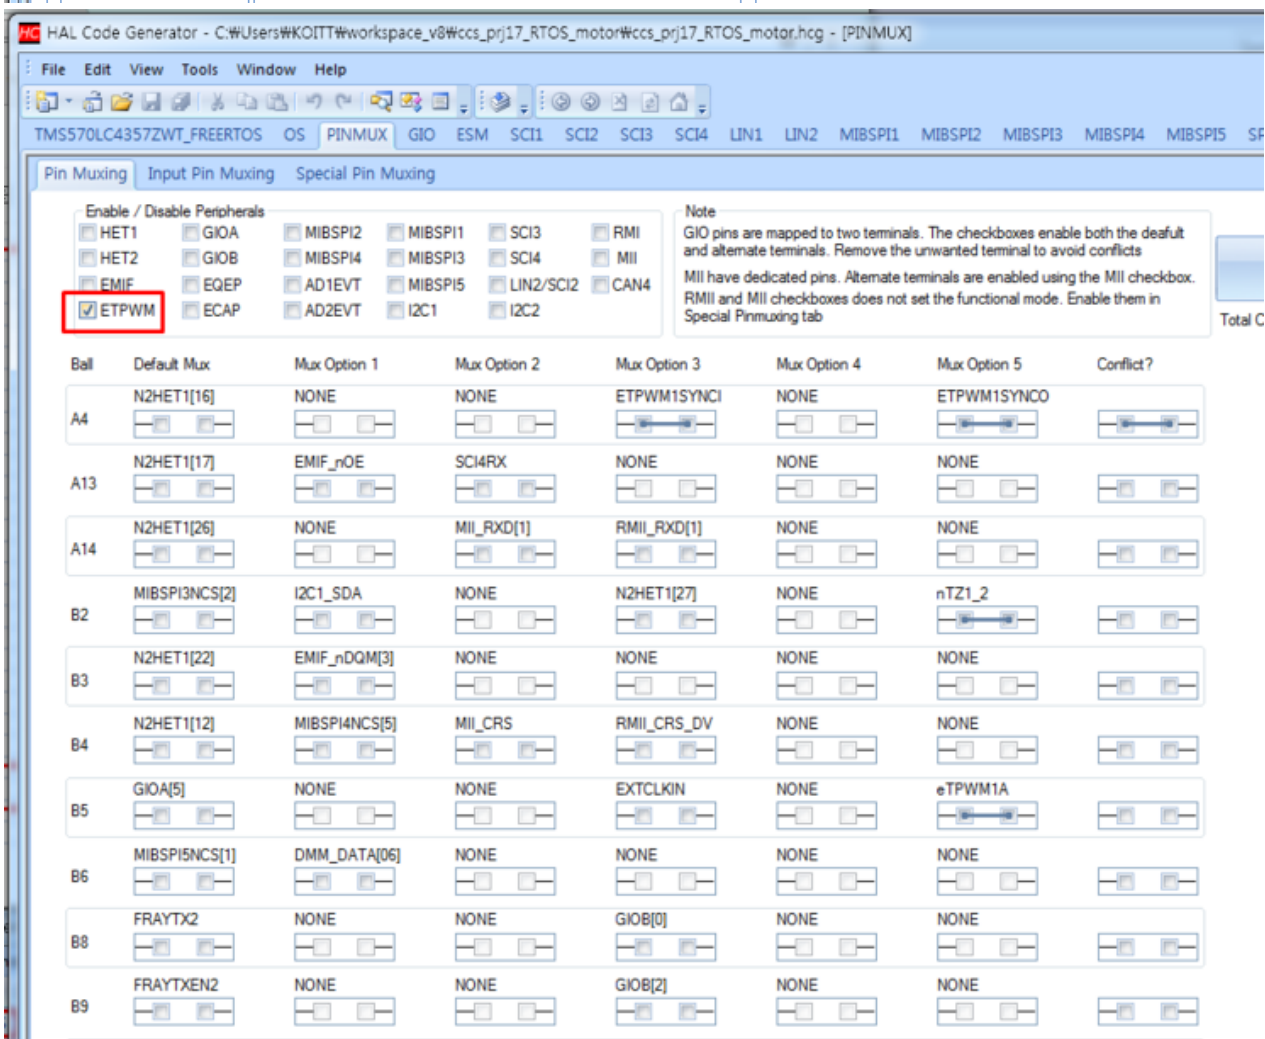 HC HAL Code Generator - C:₩Users₩KOITT₩workspace_v8₩ccs_prj17_RTOS_motor₩ccs_prj17_RTOS_motor.hcg - [PINMUX]
File Edit View Tools Window Help
TMS570LC4357ZWT_FREERTOS OS PINMUX GIO ESM SCI1 SCI2 SCI3 SCI4 LIN1 LIN2 MIBSPI1 MIBSPI2 MIBSPI3 MIBSPI4 MIBSPI5 SP
Pin Muxing Input Pin Muxing Special Pin Muxing
Enable / Disable Peripherals
HET1 GIOA MIBSPI2 MIBSPI1 SCI3 RMI
HET2 GIOB MIBSPI4 MIBSPI3 SCI4 MII
EMIF EQEP AD1EVT MIBSPI5 LIN2/SCI2 CAN4
ETPWM ECAP AD2EVT I2C1 I2C2
Note
GIO pins are mapped to two terminals. The checkboxes enable both the deafult
and alternate terminals. Remove the unwanted terminal to avoid conflicts
MII have dedicated pins. Alternate terminals are enabled using the MII checkbox.
RMII and MII checkboxes does not set the functional mode. Enable them in
Special Pinmuxing tab
Total C
Ball Default Mux Mux Option 1 Mux Option 2 Mux Option 3 Mux Option 4 Mux Option 5 Conflict?
N2HET1[16] NONE NONE ETPWM1SYNCI NONE ETPWM1SYNCO
A4
N2HET1[17] EMIF_nOE SCI4RX NONE NONE NONE
A13
N2HET1[26] NONE MII_RXD[1] RMII_RXD[1] NONE NONE
A14
MIBSPI3NCS[2] I2C1_SDA NONE N2HET1[27] NONE nTZ1_2
B2
N2HET1[22] EMIF_nDQM[3] NONE NONE NONE NONE
B3
N2HET1[12] MIBSPI4NCS[5] MII_CRS RMII_CRS_DV NONE NONE
B4
GIOA[5] NONE NONE EXTCLKIN NONE eTPWM1A
B5
MIBSPI5NCS[1] DMM_DATA[06] NONE NONE NONE NONE
B6
FRAYTX2 NONE NONE GIOB[0] NONE NONE
B8
FRAYTXEN2 NONE NONE GIOB[2] NONE NONE
B9